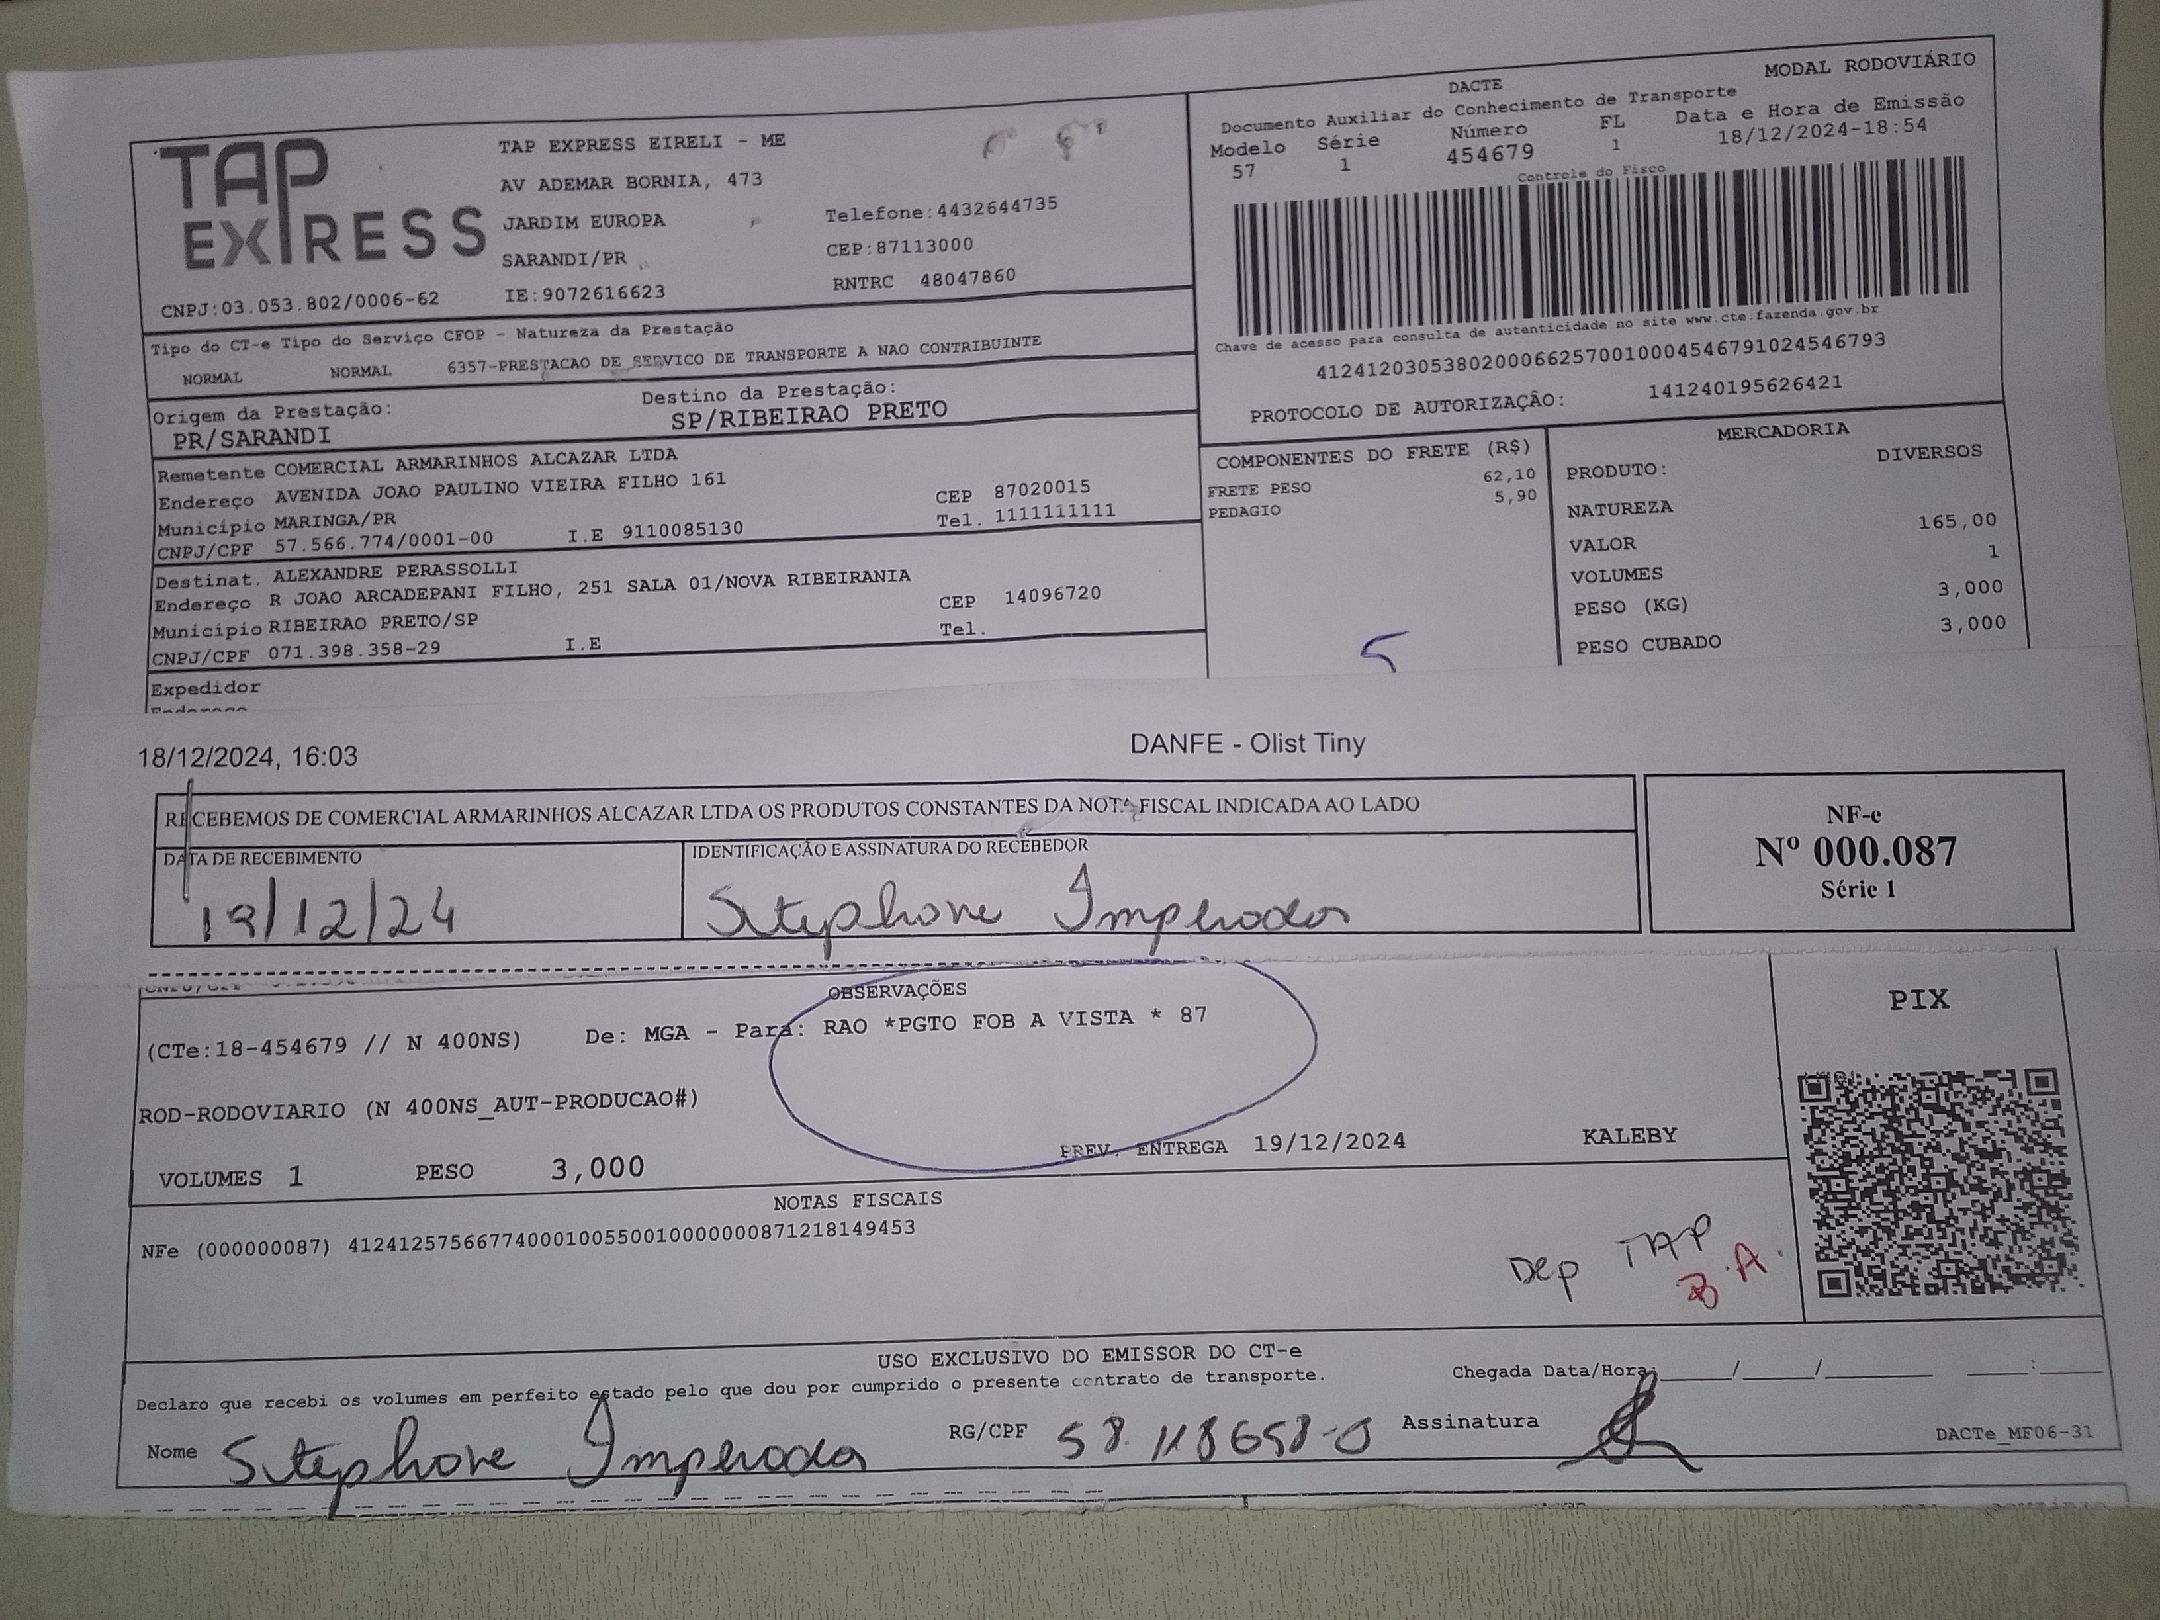 TAP EXPRESS
TAP EXPRESS EIRELI - ME
AV ADEMAR BORNIA, 473
JARDIM EUROPA
Telefone:4432644735
SARANDI/PR
CEP:87113000
CNPJ:03.053.802/0006-62
IE:9072616623
RNTRC 48047860
DACTE
MODAL RODOVIÁRIO
Documento Auxiliar do Conhecimento de Transporte
Modelo Série Número FL Data e Hora de Emissão
57 1 454679 1 18/12/2024-18:54
Controle do Fisco
Chave de acesso para consulta de autenticidade no site www.cte.fazenda.gov.br
41241203053802000662570010004546791024546793
PROTOCOLO DE AUTORIZAÇÃO: 141240195626421
Tipo do CT-e Tipo do Serviço CFOP - Natureza da Prestação
NORMAL NORMAL 6357-PRESTACAO DE SERVICO DE TRANSPORTE A NAO CONTRIBUINTE
Origem da Prestação: Destino da Prestação:
PR/SARANDI SP/RIBEIRAO PRETO
Remetente COMERCIAL ARMARINHOS ALCAZAR LTDA
Endereço AVENIDA JOAO PAULINO VIEIRA FILHO 161
CEP 87020015
Município MARINGA/PR
Tel. 1111111111
CNPJ/CPF 57.566.774/0001-00 I.E 9110085130
Destinat. ALEXANDRE PERASSOLLI
Endereço R JOAO ARCADEPANI FILHO, 251 SALA 01/NOVA RIBEIRANIA
CEP 14096720
Município RIBEIRAO PRETO/SP
Tel.
CNPJ/CPF 071.398.358-29 I.E
Expedidor
Endereço
COMPONENTES DO FRETE (R$)
FRETE PESO 62,10
PEDAGIO 5,90
5
MERCADORIA
PRODUTO: DIVERSOS
NATUREZA
VALOR 165,00
VOLUMES 1
PESO (KG) 3,000
PESO CUBADO 3,000
18/12/2024, 16:03
DANFE - Olist Tiny
RECEBEMOS DE COMERCIAL ARMARINHOS ALCAZAR LTDA OS PRODUTOS CONSTANTES DA NOTA FISCAL INDICADA AO LADO
DATA DE RECEBIMENTO
IDENTIFICAÇÃO E ASSINATURA DO RECEBEDOR
19/12/24
Stephane Imperador
NF-e
Nº 000.087
Série 1
OBSERVAÇÕES
(CTe:18-454679 // N 400NS) De: MGA - Para: RAO *PGTO FOB A VISTA * 87
ROD-RODOVIARIO (N 400NS_AUT-PRODUCAO#)
PREV. ENTREGA 19/12/2024 KALEBY
VOLUMES 1 PESO 3,000
PIX
NOTAS FISCAIS
NFe (000000087) 41241257566774000100550010000000871218149453
Dep TAP
B.A.
USO EXCLUSIVO DO EMISSOR DO CT-e
Declaro que recebi os volumes em perfeito estado pelo que dou por cumprido o presente contrato de transporte.
Chegada Data/Hora:____/____/____ ____:____
Nome Stephane Imperador RG/CPF 58.118658-0 Assinatura
DACTe_MF06-31